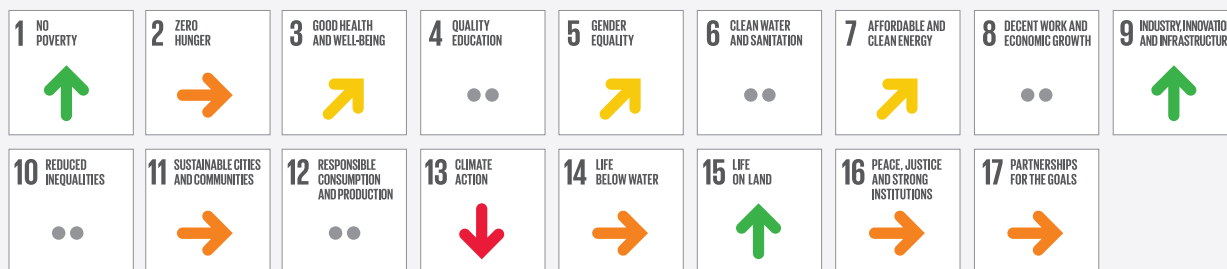 1 NO
POVERTY
2 ZERO
HUNGER
3 GOOD HEALTH
AND WELL-BEING
4 QUALITY
EDUCATION
5 GENDER
EQUALITY
6 CLEAN WATER
AND SANITATION
7 AFFORDABLE AND
CLEAN ENERGY
8 DECENT WORK AND
ECONOMIC GROWTH
9 INDUSTRY, INNOVATIO
AND INFRASTRUCTUR
10 REDUCED
INEQUALITIES
11 SUSTAINABLE CITIES
AND COMMUNITIES
12 RESPONSIBLE
CONSUMPTION
AND PRODUCTION
13 CLIMATE
ACTION
14 LIFE
BELOW WATER
15 LIFE
ON LAND
16 PEACE, JUSTICE
AND STRONG
INSTITUTIONS
17 PARTNERSHIPS
FOR THE GOALS